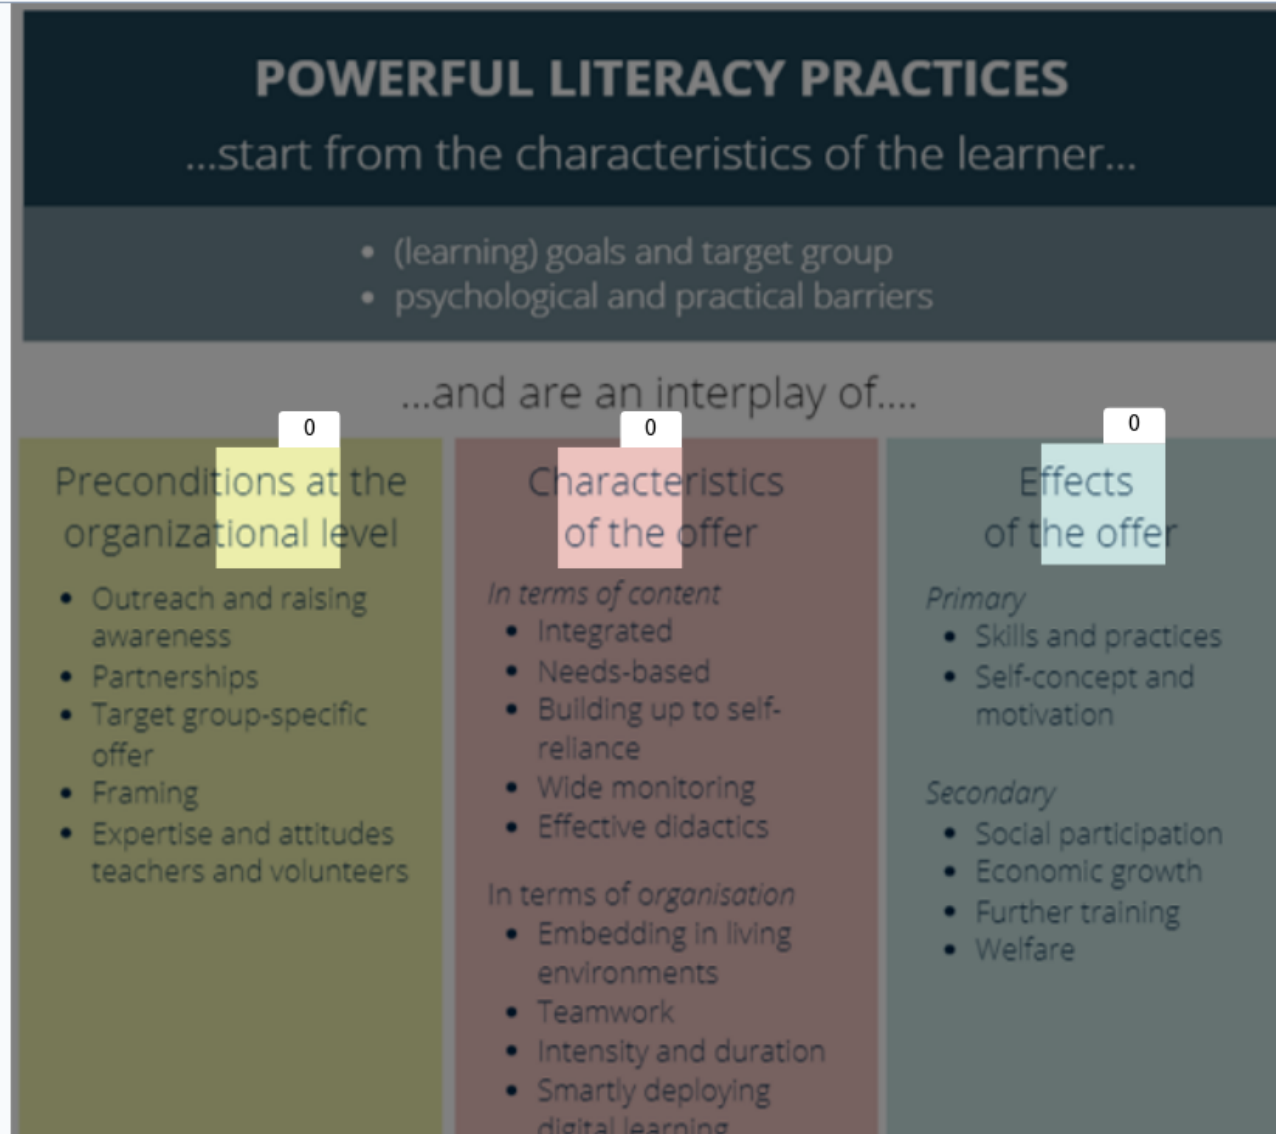 POWERFUL LITERACY PRACTICES
...start from the characteristics of the learner...
• (learning) goals and target group
• psychological and practical barriers
...and are an interplay of....
0
0
0
Preconditions at the
organizational level
• Outreach and raising
awareness
• Partnerships
• Target group-specific
offer
• Framing
• Expertise and attitudes
teachers and volunteers
Characteristics
of the offer
In terms of content
• Integrated
• Needs-based
• Building up to self-
reliance
• Wide monitoring
• Effective didactics
In terms of organisation
• Embedding in living
environments
• Teamwork
• Intensity and duration
• Smartly deploying
digital learning
Effects
of the offer
Primary
• Skills and practices
• Self-concept and
motivation
Secondary
• Social participation
• Economic growth
• Further training
• Welfare